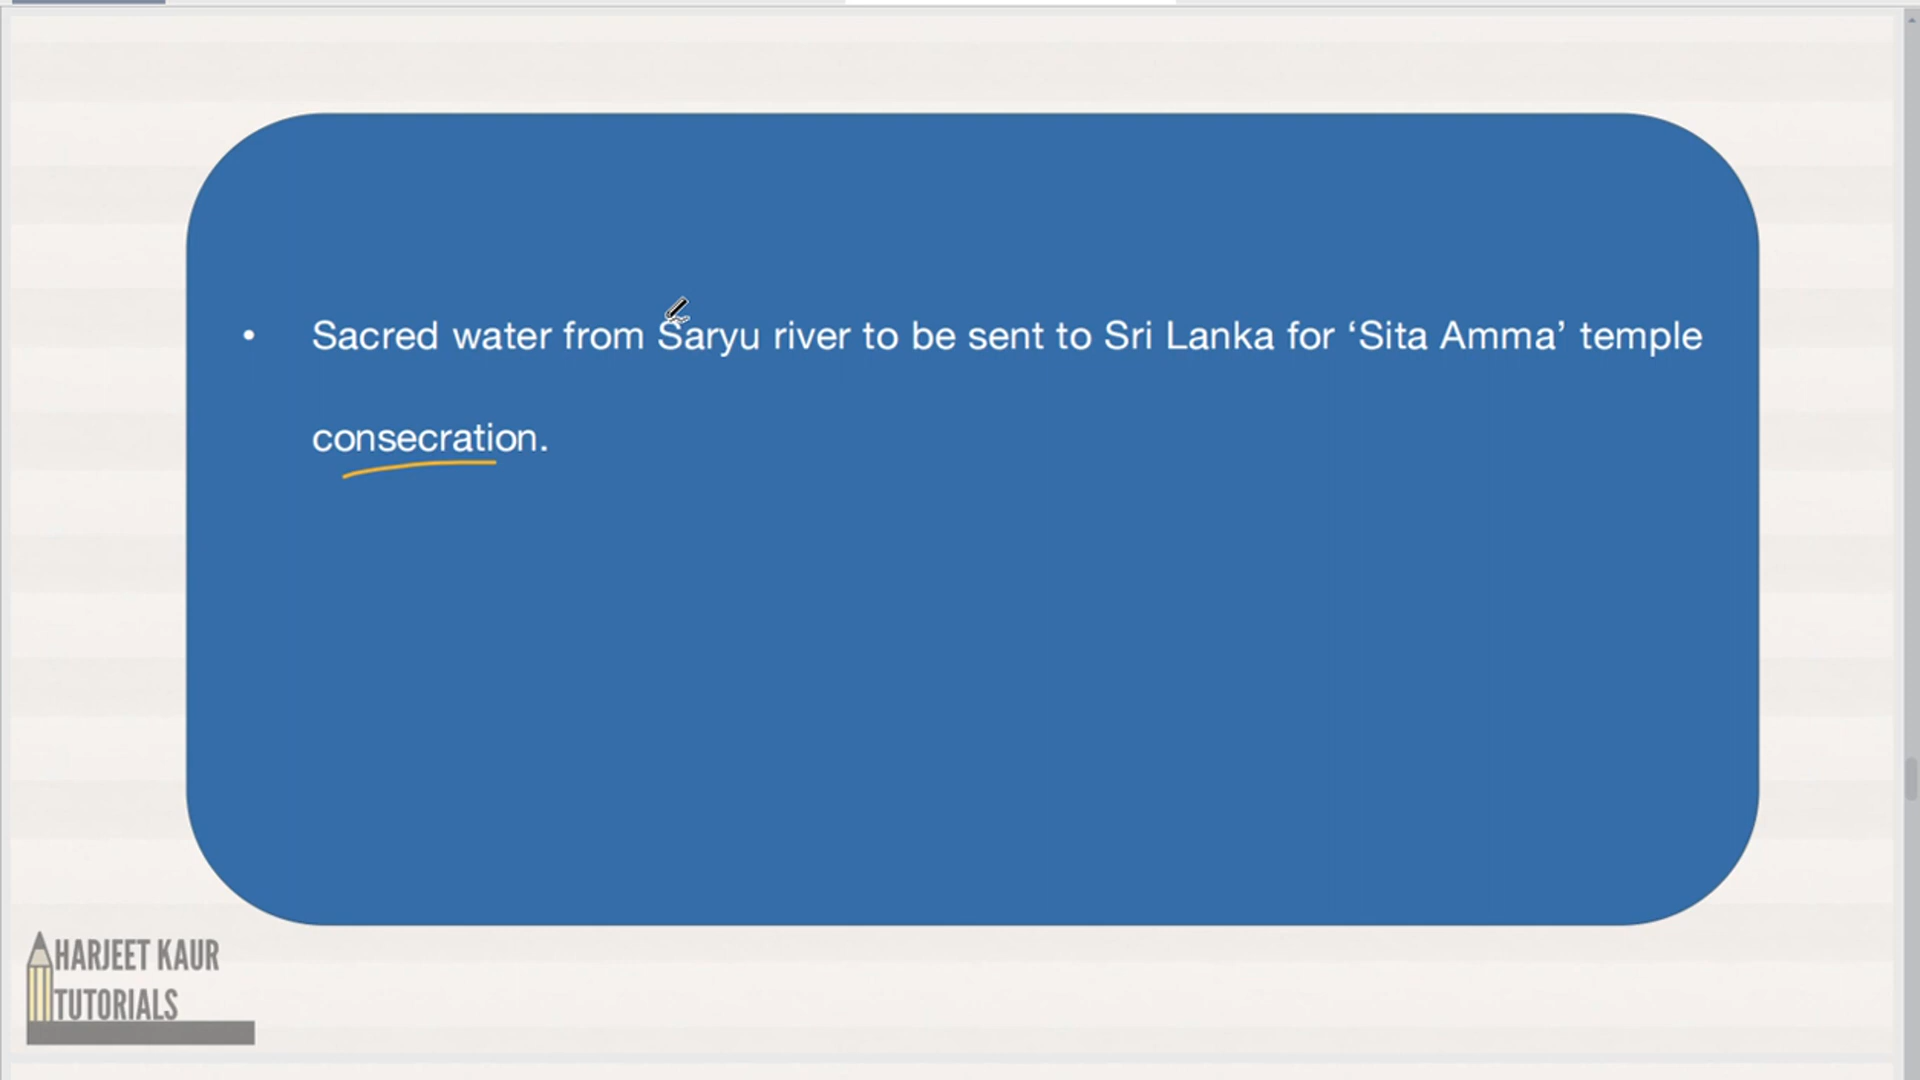 • Sacred water from Saryu river to be sent to Sri Lanka for ‘Sita Amma’ temple
consecration.
HARJEET KAUR
TUTORIALS